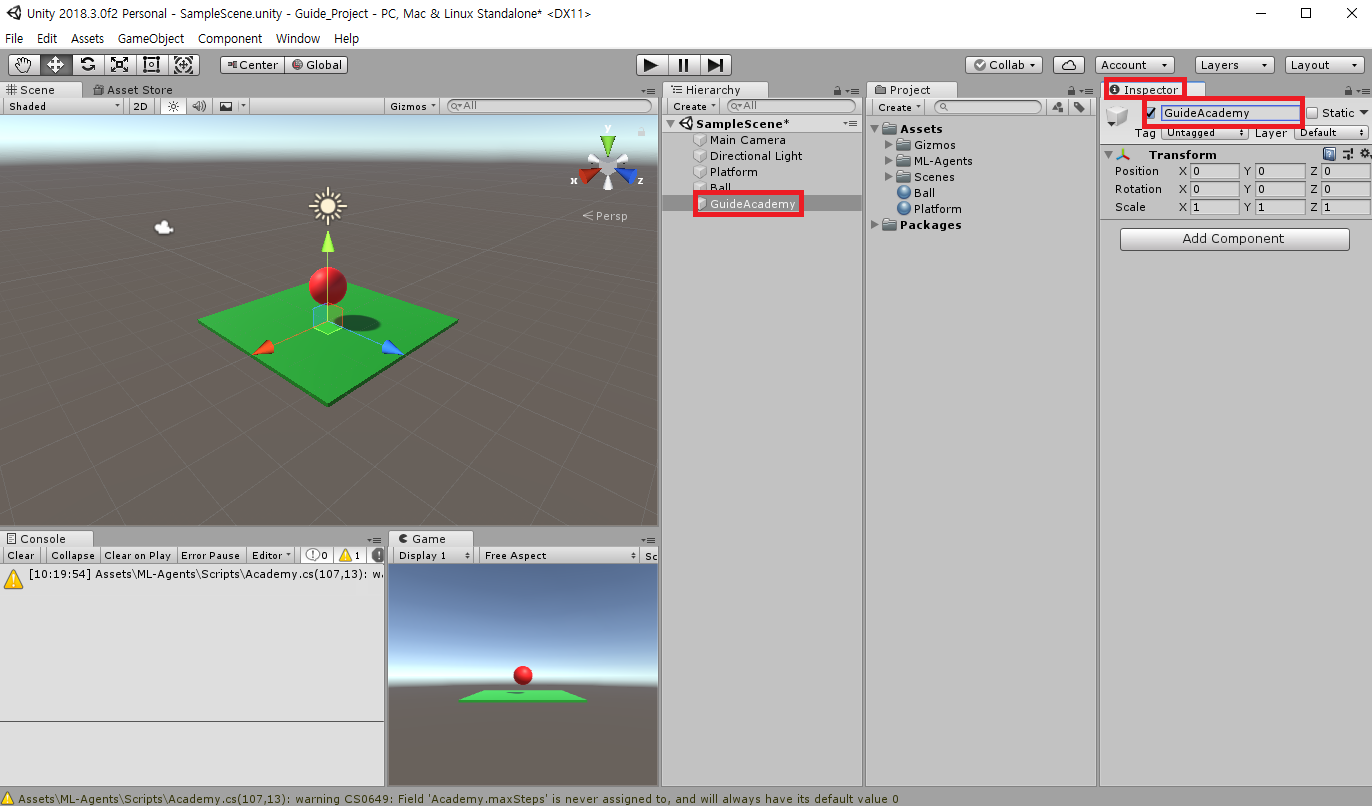 Unity 2018.3.0f2 Personal - SampleScene.unity - Guide_Project - PC, Mac & Linux Standalone* <DX11>
File Edit Assets GameObject Component Window Help
Center Global Collab Account Layers Layout
Scene Asset Store
Shaded 2D Gizmos All
y
x z
Persp
Hierarchy
Create All
SampleScene*
Main Camera
Directional Light
Platform
Ball
GuideAcademy
Project
Create
Assets
Gizmos
ML-Agents
Scenes
Ball
Platform
Packages
Inspector
GuideAcademy Static
Tag Untagged Layer Default
Transform
Position X 0 Y 0 Z 0
Rotation X 0 Y 0 Z 0
Scale X 1 Y 1 Z 1
Add Component
Console
Clear Collapse Clear on Play Error Pause Editor 0 1
[10:19:54] Assets\ML-Agents\Scripts\Academy.cs(107,13):
Game
Display 1 Free Aspect Sc
Assets\ML-Agents\Scripts\Academy.cs(107,13): warning CS0649: Field 'Academy.maxSteps' is never assigned to, and will always have its default value 0